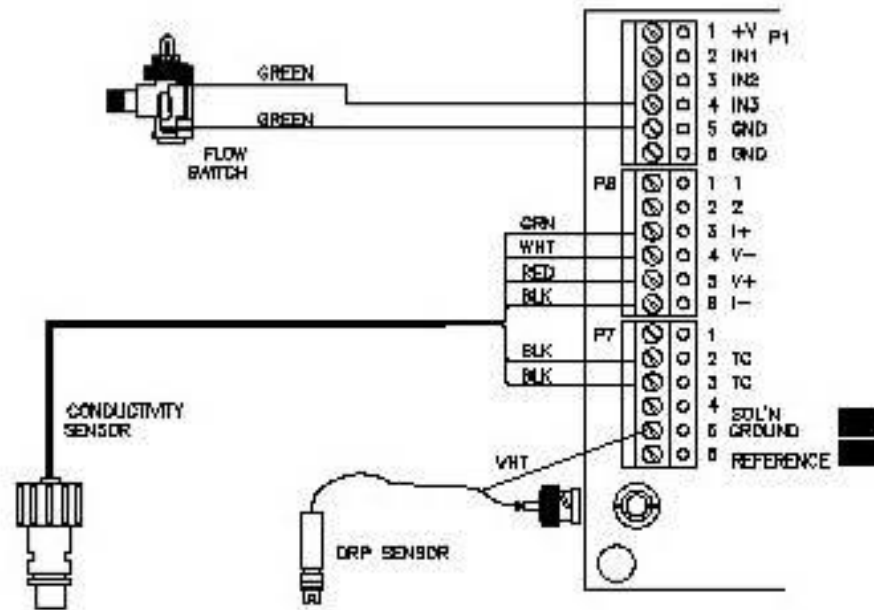 GREEN
GREEN
FLOW
SWITCH
1 +V P1
2 IN1
3 IN2
4 IN3
5 GND
6 GND
P8
1 1
2 2
3 I+
4 V-
5 V+
6 I-
GRN
WHT
RED
BLK
P7
1
2 TC
3 TC
4
5 SOL'N
GROUND
6 REFERENCE
BLK
BLK
CONDUCTIVITY
SENSOR
WHT
ORP SENSOR